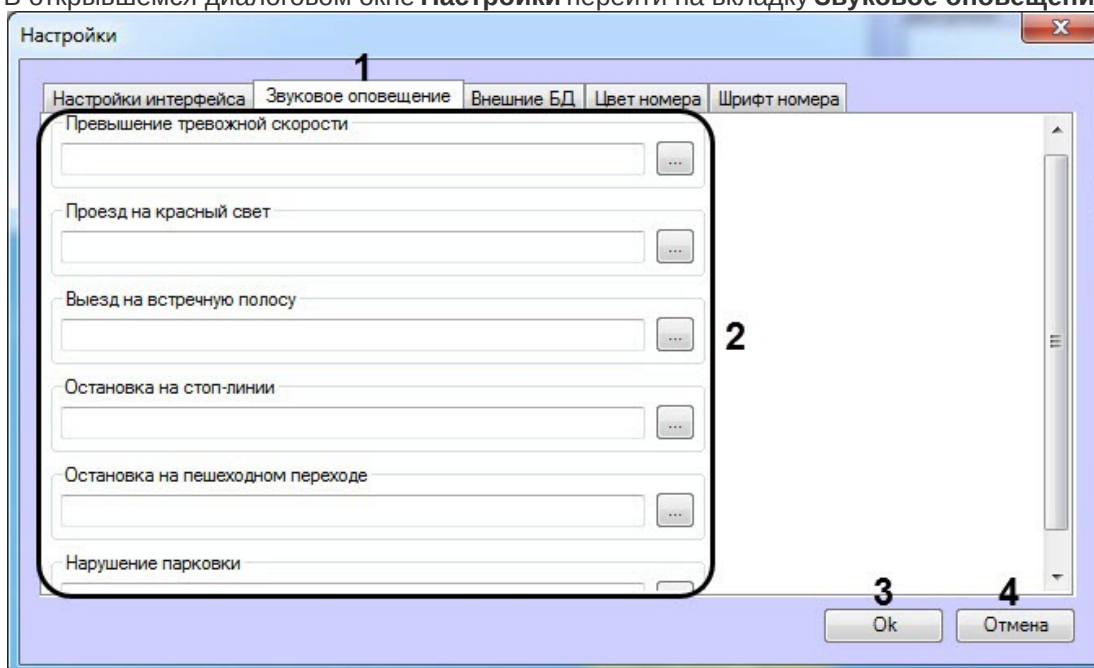 В открывшемся диалоговом окне Настройки перейти на вкладку Звуковое
Настройки
1
Настройки интерфейса Звуковое оповещение Внешние БД Цвет номера Шрифт номера
Превышение тревожной скорости
...
Проезд на красный свет
...
Выезд на встречную полосу
...
2
Остановка на стоп-линии
...
Остановка на пешеходном переходе
...
Нарушение парковки
3 4
Ok Отмена